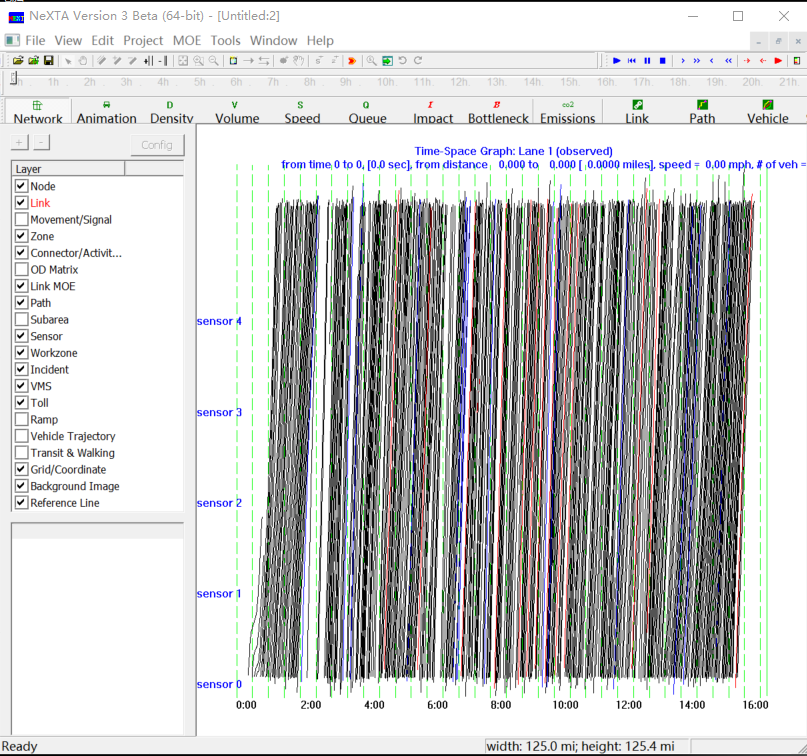 NeXTA Version 3 Beta (64-bit) - [Untitled:2]
File View Edit Project MOE Tools Window Help
1h 2h 3h 4h 5h 6h 7h 8h 9h 10h 11h 12h 13h 14h 15h 16h 17h 18h 19h 20h 21h
Network Animation Density Volume Speed Queue Impact Bottleneck Emissions Link Path Vehicle
+ - Config
Layer
Node
Link
Movement/Signal
Zone
Connector/Activit...
OD Matrix
Link MOE
Path
Subarea
Sensor
Workzone
Incident
VMS
Toll
Ramp
Vehicle Trajectory
Transit & Walking
Grid/Coordinate
Background Image
Reference Line
Time-Space Graph: Lane 1 (observed)
from time 0 to 0, [0.0 sec], from distance 0.000 to 0.000 [ 0.0000 miles], speed = 0.00 mph, # of veh =
sensor 4
sensor 3
sensor 2
sensor 1
sensor 0
0:00 2:00 4:00 6:00 8:00 10:00 12:00 14:00 16:00
Ready
width: 125.0 mi; height: 125.4 mi